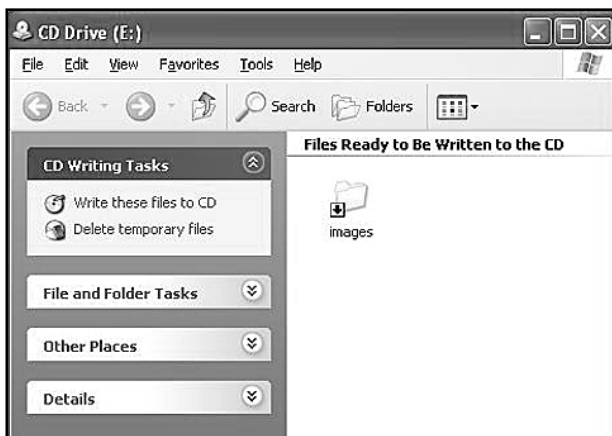 CD Drive (E:)
File Edit View Favorites Tools Help
Back Search Folders
CD Writing Tasks
Write these files to CD
Delete temporary files
File and Folder Tasks
Other Places
Details
Files Ready to Be Written to the CD
images